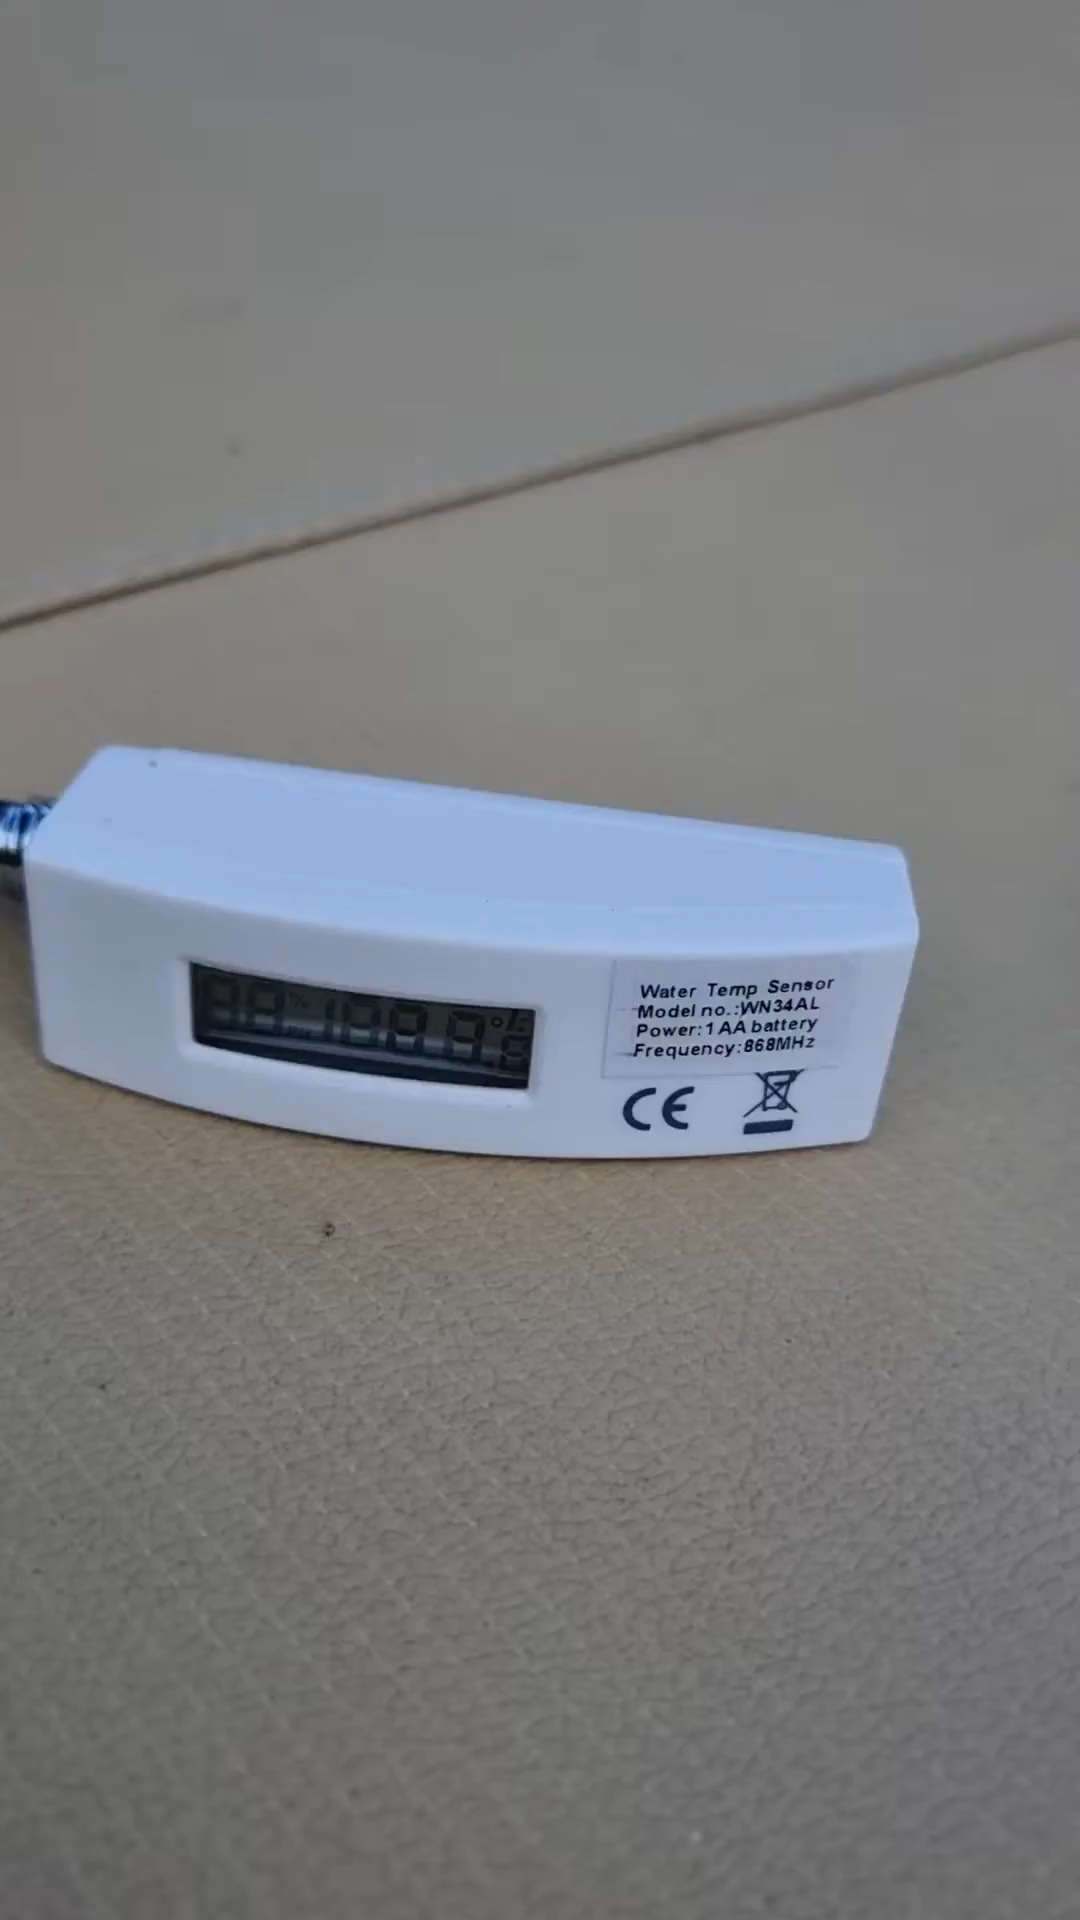 Water Temp Sensor
Model no.:WN34AL
Power:1 AA battery
Frequency:868MHz
CE